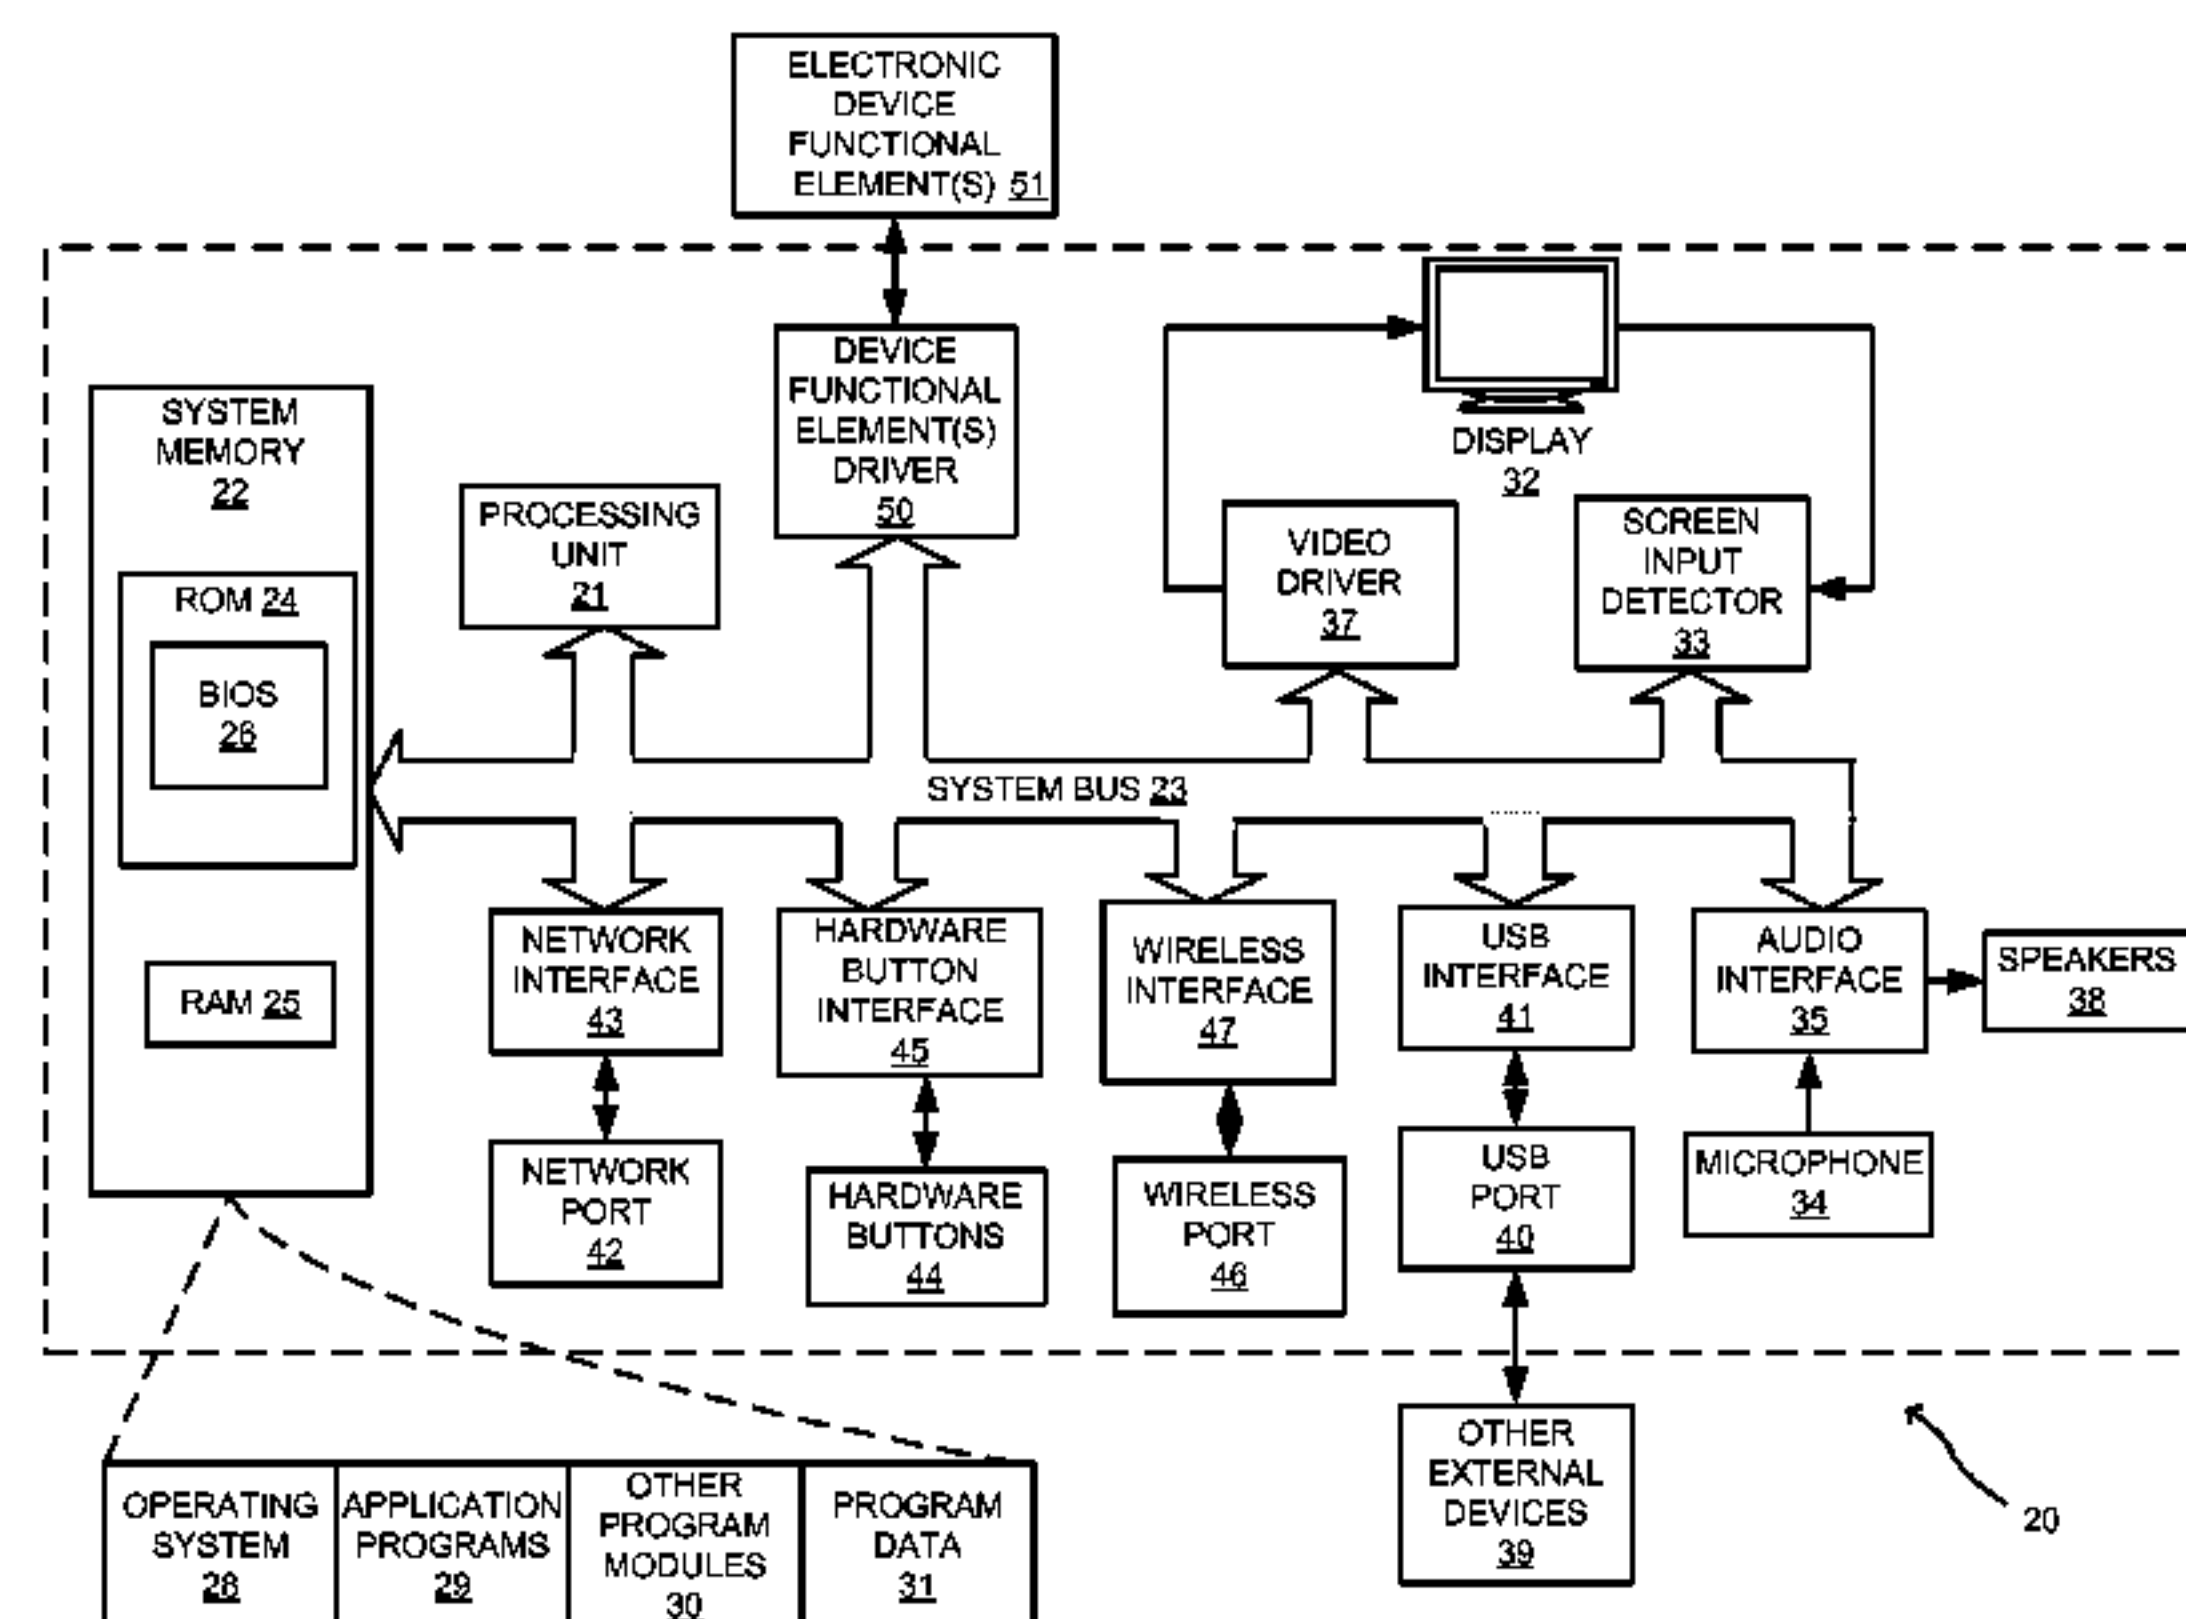 ELECTRONIC
DEVICE
FUNCTIONAL
ELEMENT(S) 51
DEVICE
FUNCTIONAL
ELEMENT(S)
DRIVER
50
DISPLAY
32
SYSTEM
MEMORY
22
ROM 24
BIOS
26
RAM 25
PROCESSING
UNIT
21
VIDEO
DRIVER
37
SCREEN
INPUT
DETECTOR
33
SYSTEM BUS 23
NETWORK
INTERFACE
43
HARDWARE
BUTTON
INTERFACE
45
WIRELESS
INTERFACE
47
USB
INTERFACE
41
AUDIO
INTERFACE
35
SPEAKERS
38
NETWORK
PORT
42
HARDWARE
BUTTONS
44
WIRELESS
PORT
46
USB
PORT
40
MICROPHONE
34
OPERATING
SYSTEM
28
APPLICATION
PROGRAMS
29
OTHER
PROGRAM
MODULES
30
PROGRAM
DATA
31
OTHER
EXTERNAL
DEVICES
39
20